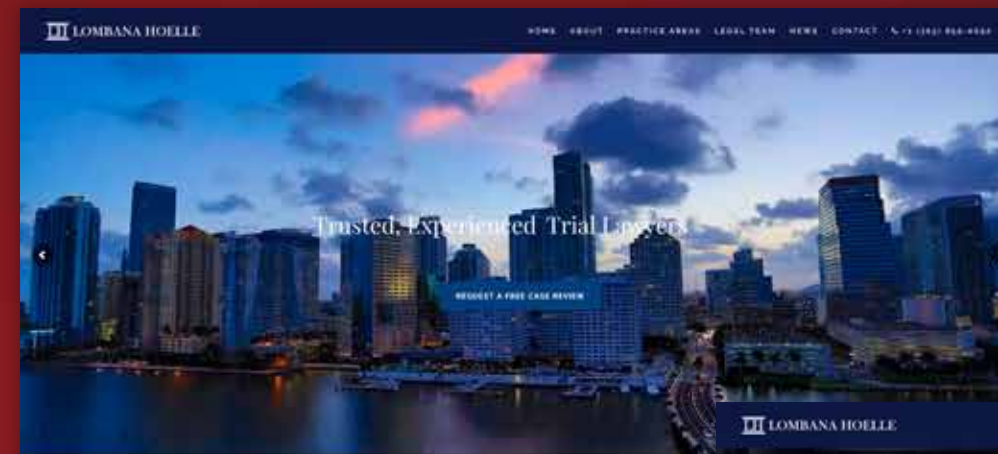 LOMBANA HOELLE
HOME ABOUT PRACTICE AREAS LEGAL TEAM NEWS CONTACT
Trusted, Experienced Trial Lawyers
REQUEST A FREE CASE REVIEW
LOMBANA HOELLE